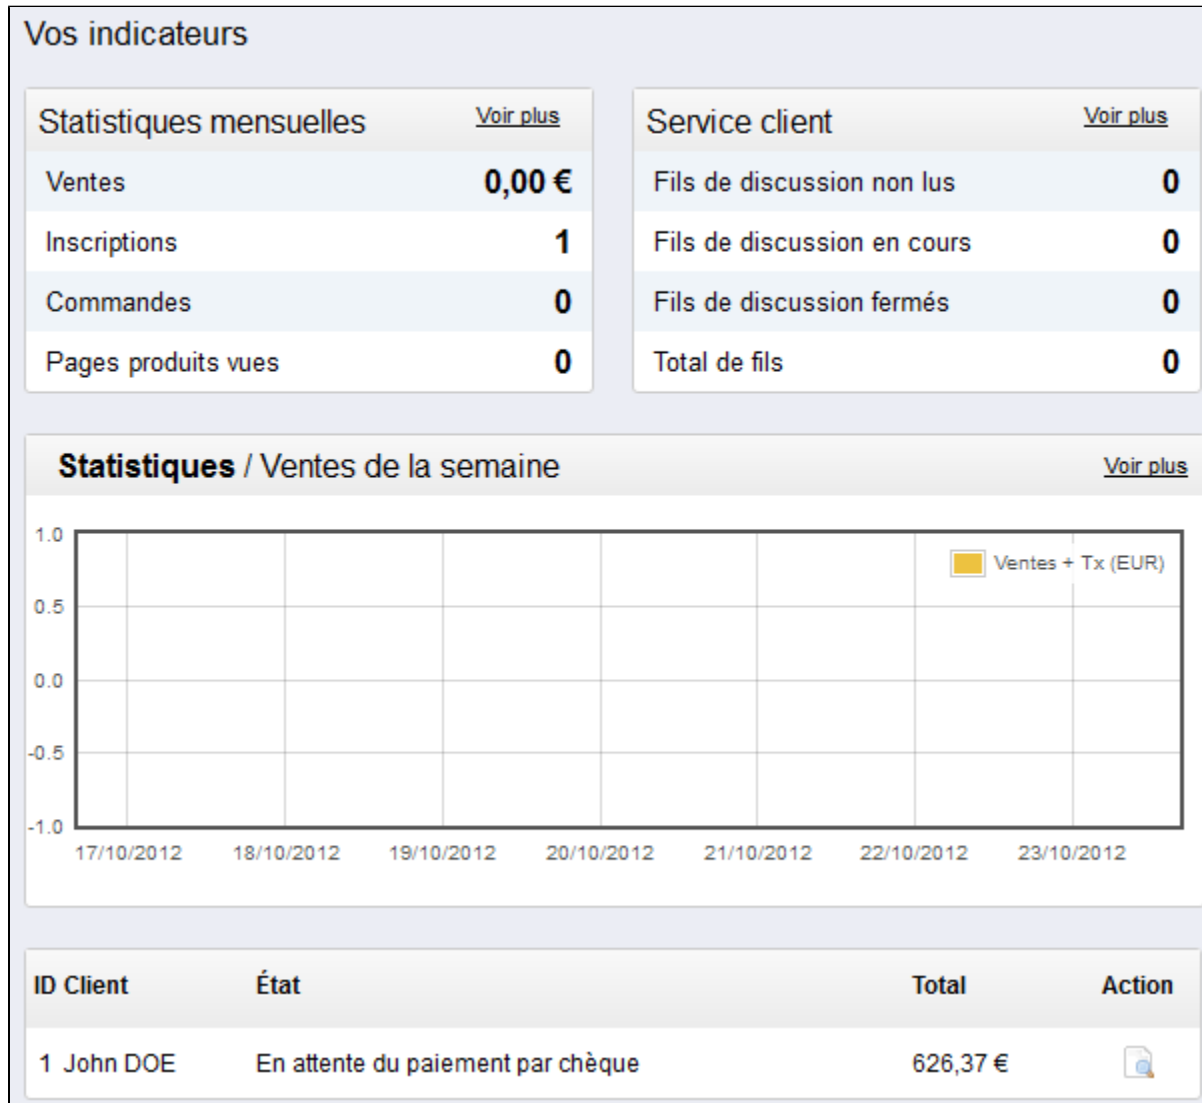 Vos indicateurs
Statistiques mensuelles Voir plus
Ventes 0,00 €
Inscriptions 1
Commandes 0
Pages produits vues 0
Service client Voir plus
Fils de discussion non lus 0
Fils de discussion en cours 0
Fils de discussion fermés 0
Total de fils 0
Statistiques / Ventes de la semaine Voir plus
Ventes + Tx (EUR)
1.0
0.5
0.0
-0.5
-1.0
17/10/2012 18/10/2012 19/10/2012 20/10/2012 21/10/2012 22/10/2012 23/10/2012
ID Client État Total Action
1 John DOE En attente du paiement par chèque 626,37 €